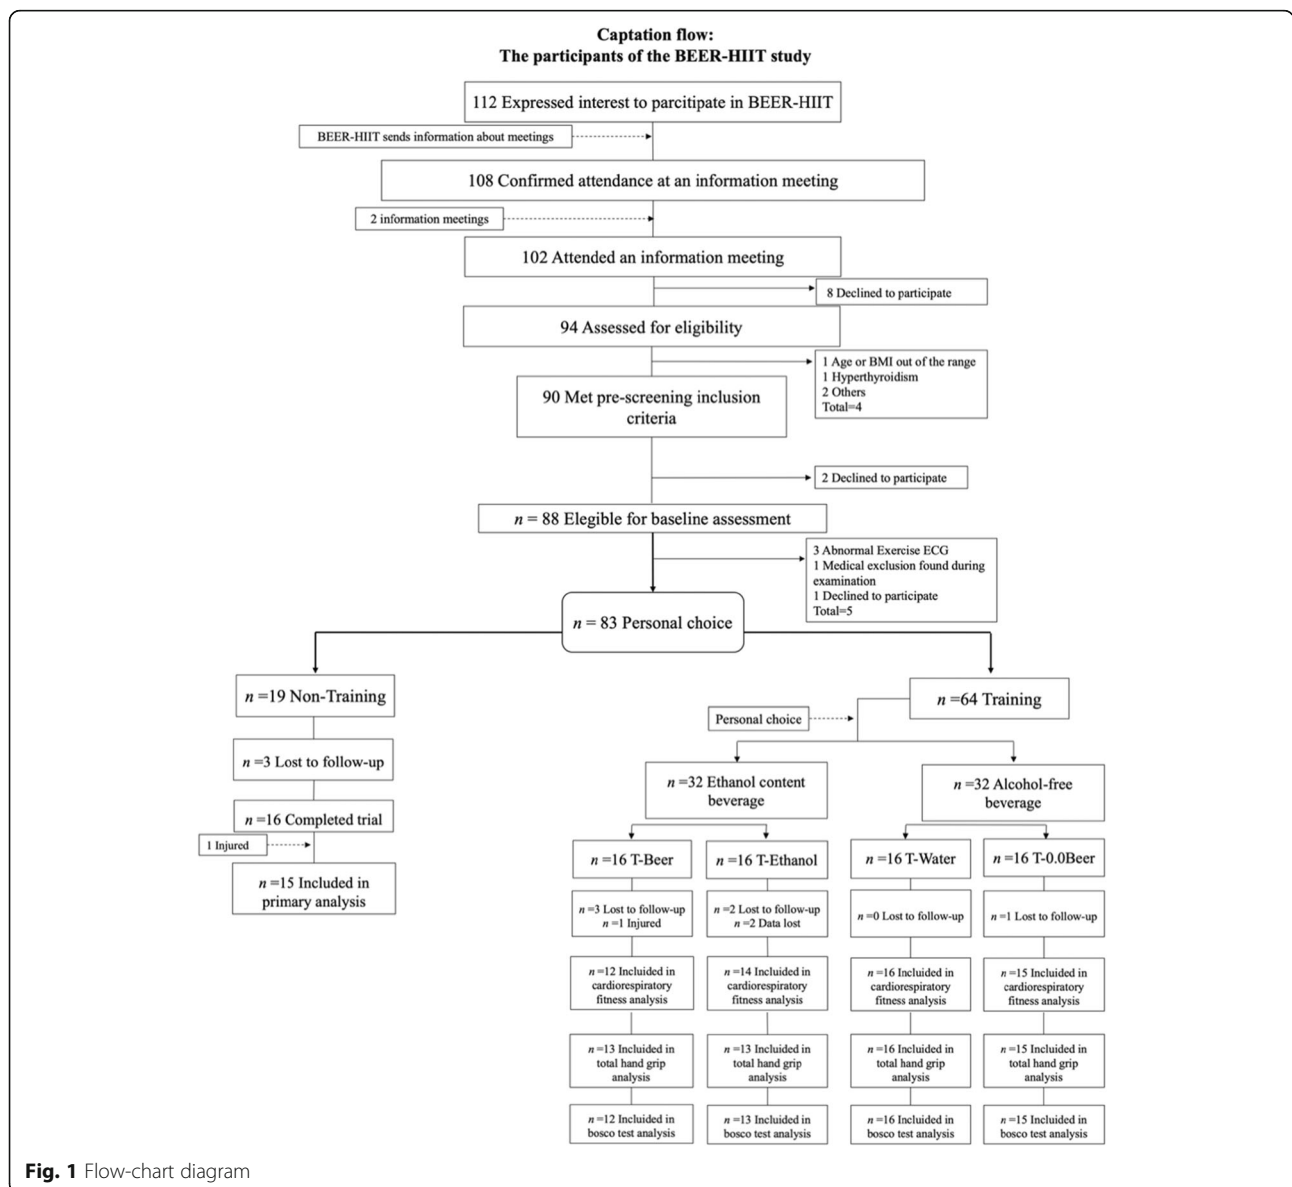 Captation flow:
The participants of the BEER-HIIT study
112 Expressed interest to parcitipate in BEER-HIIT
BEER-HIIT sends information about meetings
108 Confirmed attendance at an information meeting
2 information meetings
102 Attended an information meeting
8 Declined to participate
94 Assessed for eligibility
1 Age or BMI out of the range
1 Hyperthyroidism
2 Others
Total=4
90 Met pre-screening inclusion
criteria
2 Declined to participate
n = 88 Elegible for baseline assessment
3 Abnormal Exercise ECG
1 Medical exclusion found during
examination
1 Declined to participate
Total=5
n = 83 Personal choice
n =19 Non-Training
n =3 Lost to follow-up
n =16 Completed trial
1 Injured
n =15 Included in
primary analysis
n =64 Training
Personal choice
n =32 Ethanol content
beverage
n =32 Alcohol-free
beverage
n =16 T-Beer
n =16 T-Ethanol
n =16 T-Water
n =16 T-0.0Beer
n =3 Lost to follow-up
n =1 Injured
n =2 Lost to follow-up
n =2 Data lost
n =0 Lost to follow-up
n =1 Lost to follow-up
n =12 Incluided in
cardiorespiratory
fitness analysis
n =14 Incluided in
cardiorespiratory
fitness analysis
n =16 Incluided in
cardiorespiratory
fitness analysis
n =15 Incluided in
cardiorespiratory
fitness analysis
n =13 Incluided in
total hand grip
analysis
n =13 Incluided in
total hand grip
analysis
n =16 Incluided in
total hand grip
analysis
n =15 Incluided in
total hand grip
analysis
n =12 Incluided in
bosco test analysis
n =13 Incluided in
bosco test analysis
n =16 Incluided in
bosco test analysis
n =15 Incluided in
bosco test analysis
Fig. 1 Flow-chart diagram